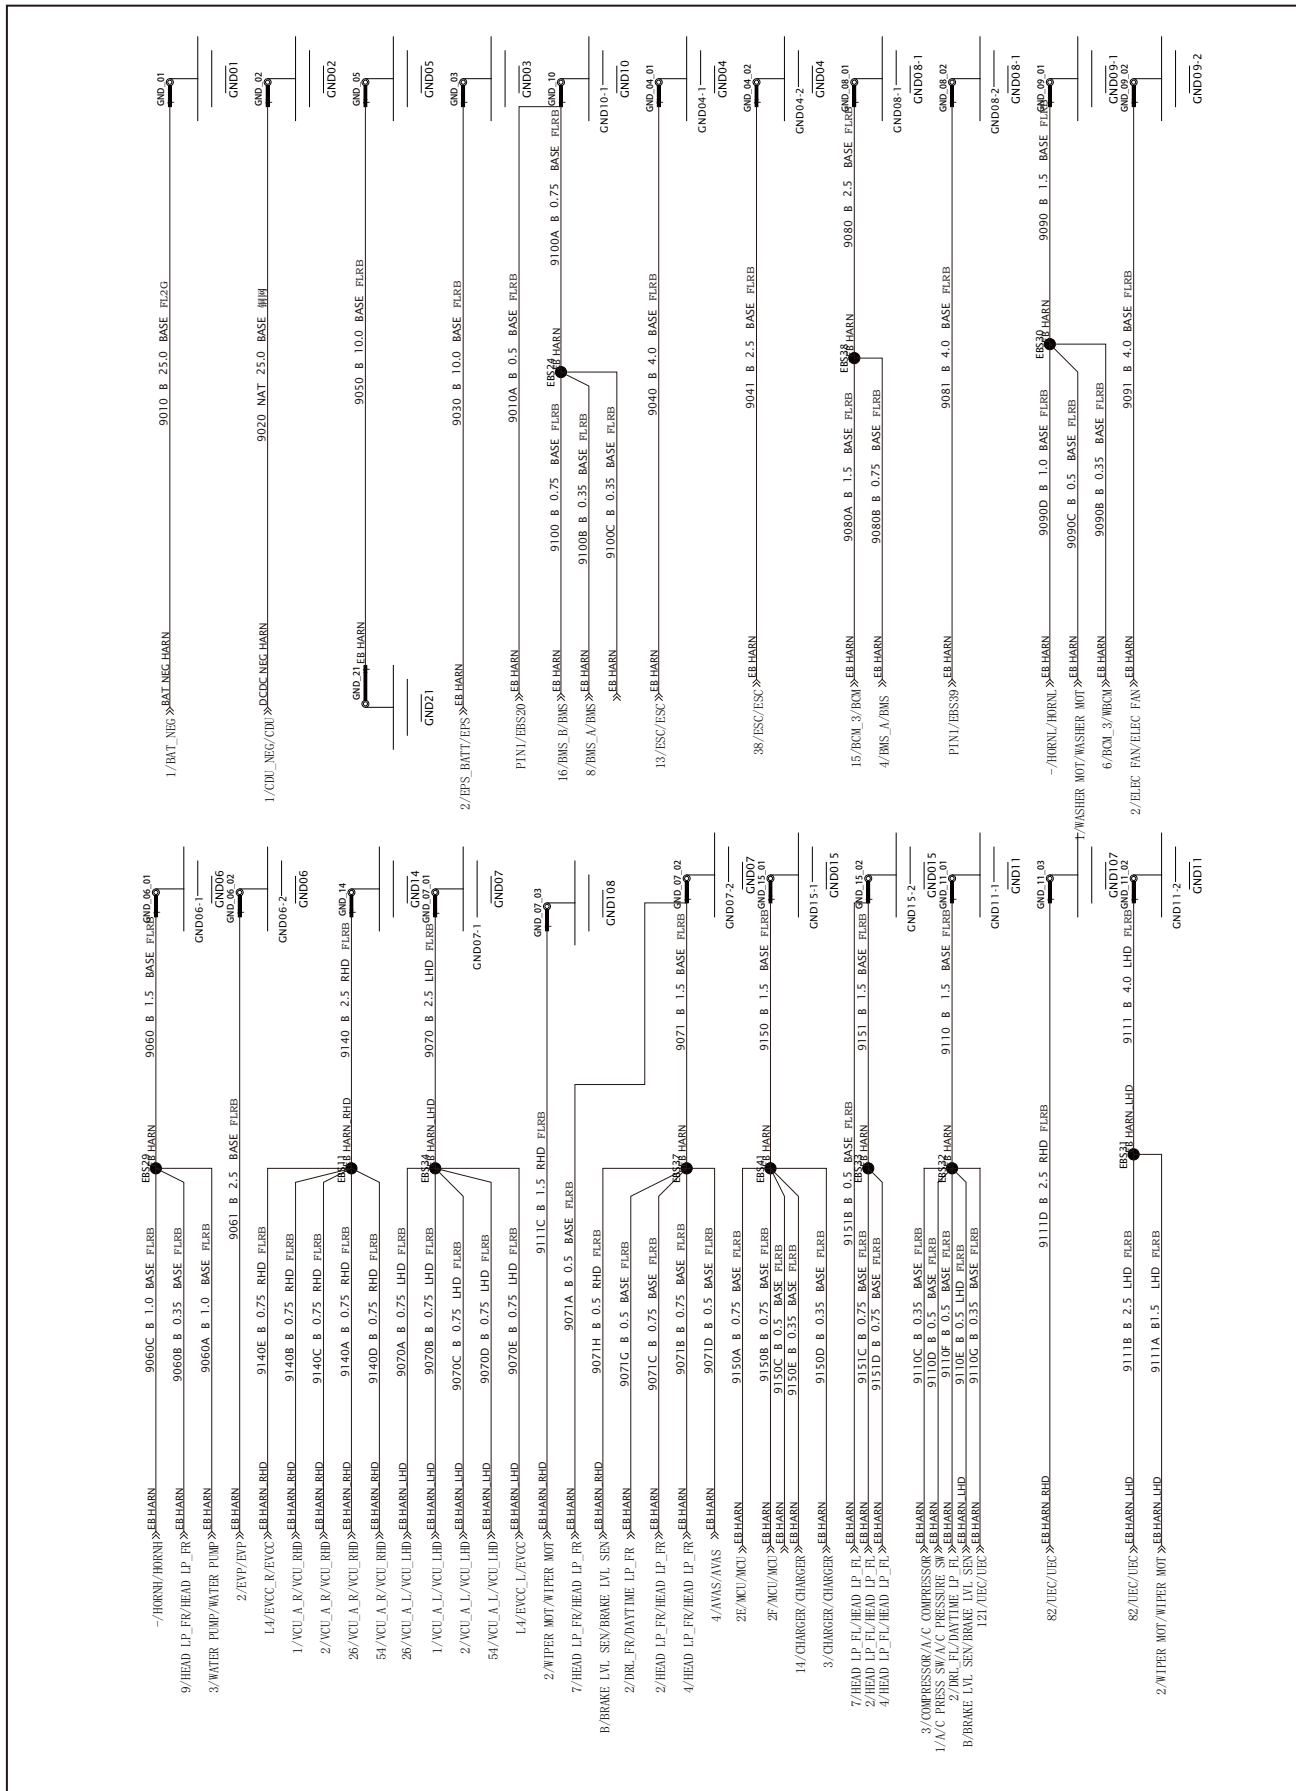 GND_01
GND01
9010 B 25.0 BASE FL2G
BAT NEG HARN
1/BAT_NEG
GND_02
GND02
9020 NAT 25.0 BASE 铜网
DCDC NEG HARN
1/CDU_NEG/CDU
GND_05
GND05
9050 B 10.0 BASE FLRB
EB HARN
GND_21
GND21
GND_03
GND03
9030 B 10.0 BASE FLRB
EB HARN
2/EPS_BATT/EPS
9010A B 0.5 BASE FLRB
EB HARN
PIN1/EBS20
GND_10
GND10-1
GND10
9100A B 0.75 BASE FLRB
EB HARN
EBS24
9100 B 0.75 BASE FLRB
EB HARN
16/BMS_B/BMS
9100B B 0.35 BASE FLRB
EB HARN
8/BMS_A/BMS
9100C B 0.35 BASE FLRB
EB HARN
GND_04_01
GND04-1
GND04
9040 B 4.0 BASE FLRB
EB HARN
13/ESC/ESC
GND_04_02
GND04-2
GND04
9041 B 2.5 BASE FLRB
EB HARN
38/ESC/ESC
GND_08_01
GND08-1
GND08-1
9080 B 2.5 BASE FLRB
EB HARN
EBS38
9080A B 1.5 BASE FLRB
EB HARN
15/BCM_3/BCM
9080B B 0.75 BASE FLRB
EB HARN
4/BMS_A/BMS
GND_08_02
GND08-2
GND08-1
9081 B 4.0 BASE FLRB
EB HARN
PIN1/EBS39
GND_09_01
GND09-1
9090 B 1.5 BASE FLRB
EB HARN
EBS30
9090D B 1.0 BASE FLRB
EB HARN
-/HORNL/HORNL
9090C B 0.5 BASE FLRB
EB HARN
1/WASHER MOT/WASHER MOT
9090B B 0.35 BASE FLRB
EB HARN
6/BCM_3/WBCM
GND_09_02
GND09-2
9091 B 4.0 BASE FLRB
EB HARN
2/ELEC FAN/ELEC FAN
GND_06_01
GND06-1
GND06
9060 B 1.5 BASE FLRB
EB HARN
EBS29
9060C B 1.0 BASE FLRB
EB HARN
-/HORNH/HORNH
9060B B 0.35 BASE FLRB
EB HARN
9/HEAD LP_FR/HEAD LP_FR
9060A B 1.0 BASE FLRB
EB HARN
3/WATER PUMP/WATER PUMP
GND_06_02
GND06-2
GND06
9061 B 2.5 BASE FLRB
EB HARN
2/EVP/EVP
GND_14
GND14
9140 B 2.5 RHD FLRB
EB HARN_RHD
EBS11
9140E B 0.75 RHD FLRB
EB HARN_RHD
L4/EVCC_R/EVCC
9140B B 0.75 RHD FLRB
EB HARN_RHD
1/VCU_A_R/VCU_RHD
9140C B 0.75 RHD FLRB
EB HARN_RHD
2/VCU_A_R/VCU_RHD
9140A B 0.75 RHD FLRB
EB HARN_RHD
26/VCU_A_R/VCU_RHD
9140D B 0.75 RHD FLRB
EB HARN_RHD
54/VCU_A_R/VCU_RHD
GND_07_01
GND07-1
GND07
9070 B 2.5 LHD FLRB
EB HARN_LHD
EBS34
9070A B 0.75 LHD FLRB
EB HARN_LHD
26/VCU_A_L/VCU_LHD
9070B B 0.75 LHD FLRB
EB HARN_LHD
1/VCU_A_L/VCU_LHD
9070C B 0.75 LHD FLRB
EB HARN_LHD
2/VCU_A_L/VCU_LHD
9070D B 0.75 LHD FLRB
EB HARN_LHD
54/VCU_A_L/VCU_LHD
9070E B 0.75 LHD FLRB
EB HARN_LHD
L4/EVCC_L/EVCC
GND_07_03
GND108
9111C B 1.5 RHD FLRB
EB HARN_RHD
2/WIPER MOT/WIPER MOT
9071A B 0.5 BASE FLRB
EB HARN
7/HEAD LP_FR/HEAD LP_FR
GND_07_02
GND07-2
GND07
9071 B 1.5 BASE FLRB
EB HARN
EBS37
9071H B 0.5 RHD FLRB
EB HARN
B/BRAKE LVL SEN/BRAKE LVL SEN
9071G B 0.5 BASE FLRB
EB HARN
2/DRL_FR/DAYTIME LP_FR
9071C B 0.75 BASE FLRB
EB HARN
2/HEAD LP_FR/HEAD LP_FR
9071B B 0.75 BASE FLRB
EB HARN
4/HEAD LP_FR/HEAD LP_FR
9071D B 0.5 BASE FLRB
EB HARN
4/AVAS/AVAS
GND_15_01
GND15-1
GND015
9150 B 1.5 BASE FLRB
EB HARN
EBS41
9150A B 0.75 BASE FLRB
EB HARN
2E/MCU/MCU
9150B B 0.75 BASE FLRB
EB HARN
2F/MCU/MCU
9150C B 0.5 BASE FLRB
EB HARN
9150E B 0.35 BASE FLRB
EB HARN
14/CHARGER/CHARGER
9150D B 0.35 BASE FLRB
EB HARN
3/CHARGER/CHARGER
GND_15_02
GND15-2
GND015
9151 B 1.5 BASE FLRB
EB HARN
EBS33
9151B B 0.5 BASE FLRB
EB HARN
7/HEAD LP_FL/HEAD LP_FL
9151C B 0.75 BASE FLRB
EB HARN
2/HEAD LP_FL/HEAD LP_FL
9151D B 0.75 BASE FLRB
EB HARN
4/HEAD LP_FL/HEAD LP_FL
GND_11_01
GND11-1
GND11
9110 B 1.5 BASE FLRB
EB HARN
EBS32
9110C B 0.35 BASE FLRB
EB HARN
3/COMPRESSOR/A/C COMPRESSOR
9110D B 0.5 BASE FLRB
EB HARN
1/A/C PRESS SW/A/C PRESSURE SW
9110F B 0.5 BASE FLRB
EB HARN
2/DRL_FL/DAYTIME LP_FL
9110E B 0.5 LHD FLRB
EB HARN_LHD
B/BRAKE LVL SEN/BRAKE LVL SEN
9110G B 0.35 BASE FLRB
EB HARN
121/UEC/UEC
GND_11_03
GND107
9111D B 2.5 RHD FLRB
EB HARN_RHD
82/UEC/UEC
GND_11_02
GND11-2
GND11
9111 B 4.0 LHD FLRB
EB HARN_LHD
EBS31
9111B B 2.5 LHD FLRB
EB HARN_LHD
82/UEC/UEC
9111A B1.5 LHD FLRB
EB HARN_LHD
2/WIPER MOT/WIPER MOT